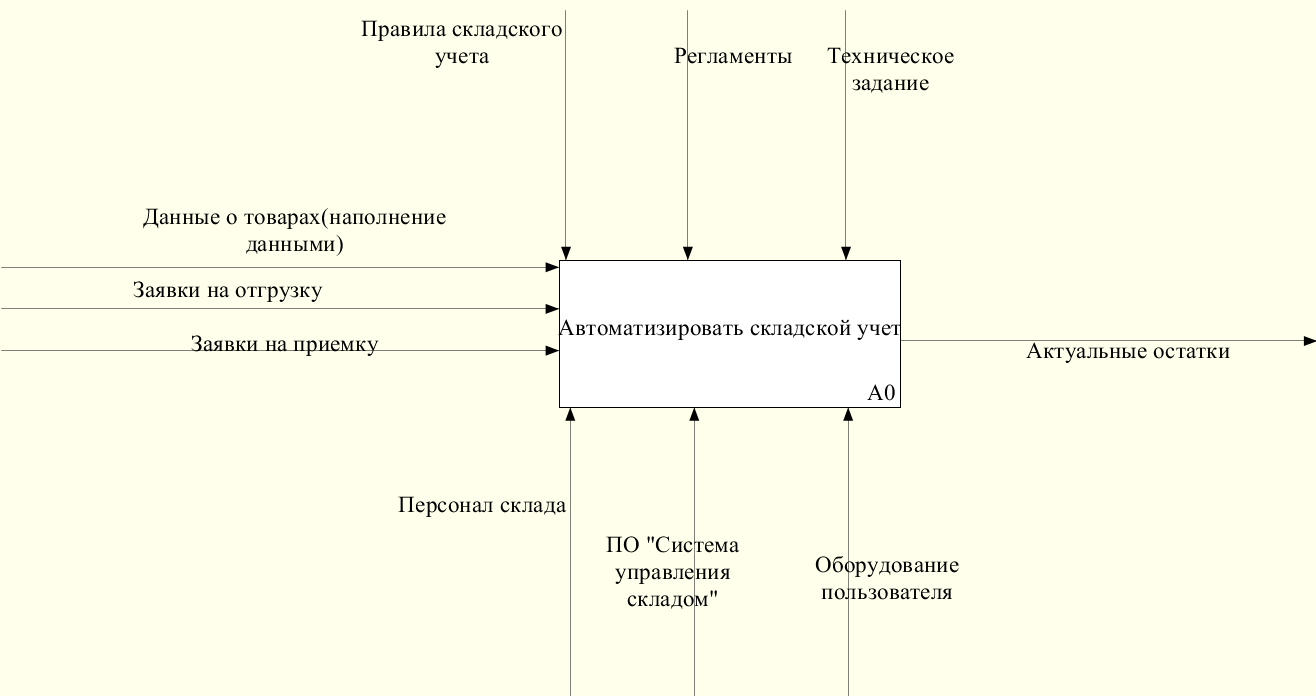 Правила складского
учета
Регламенты
Техническое
задание
Данные о товарах(наполнение
данными)
Заявки на отгрузку
Заявки на приемку
Автоматизировать складской учет
A0
Актуальные остатки
Персонал склада
ПО "Система
управления
складом"
Оборудование
пользователя